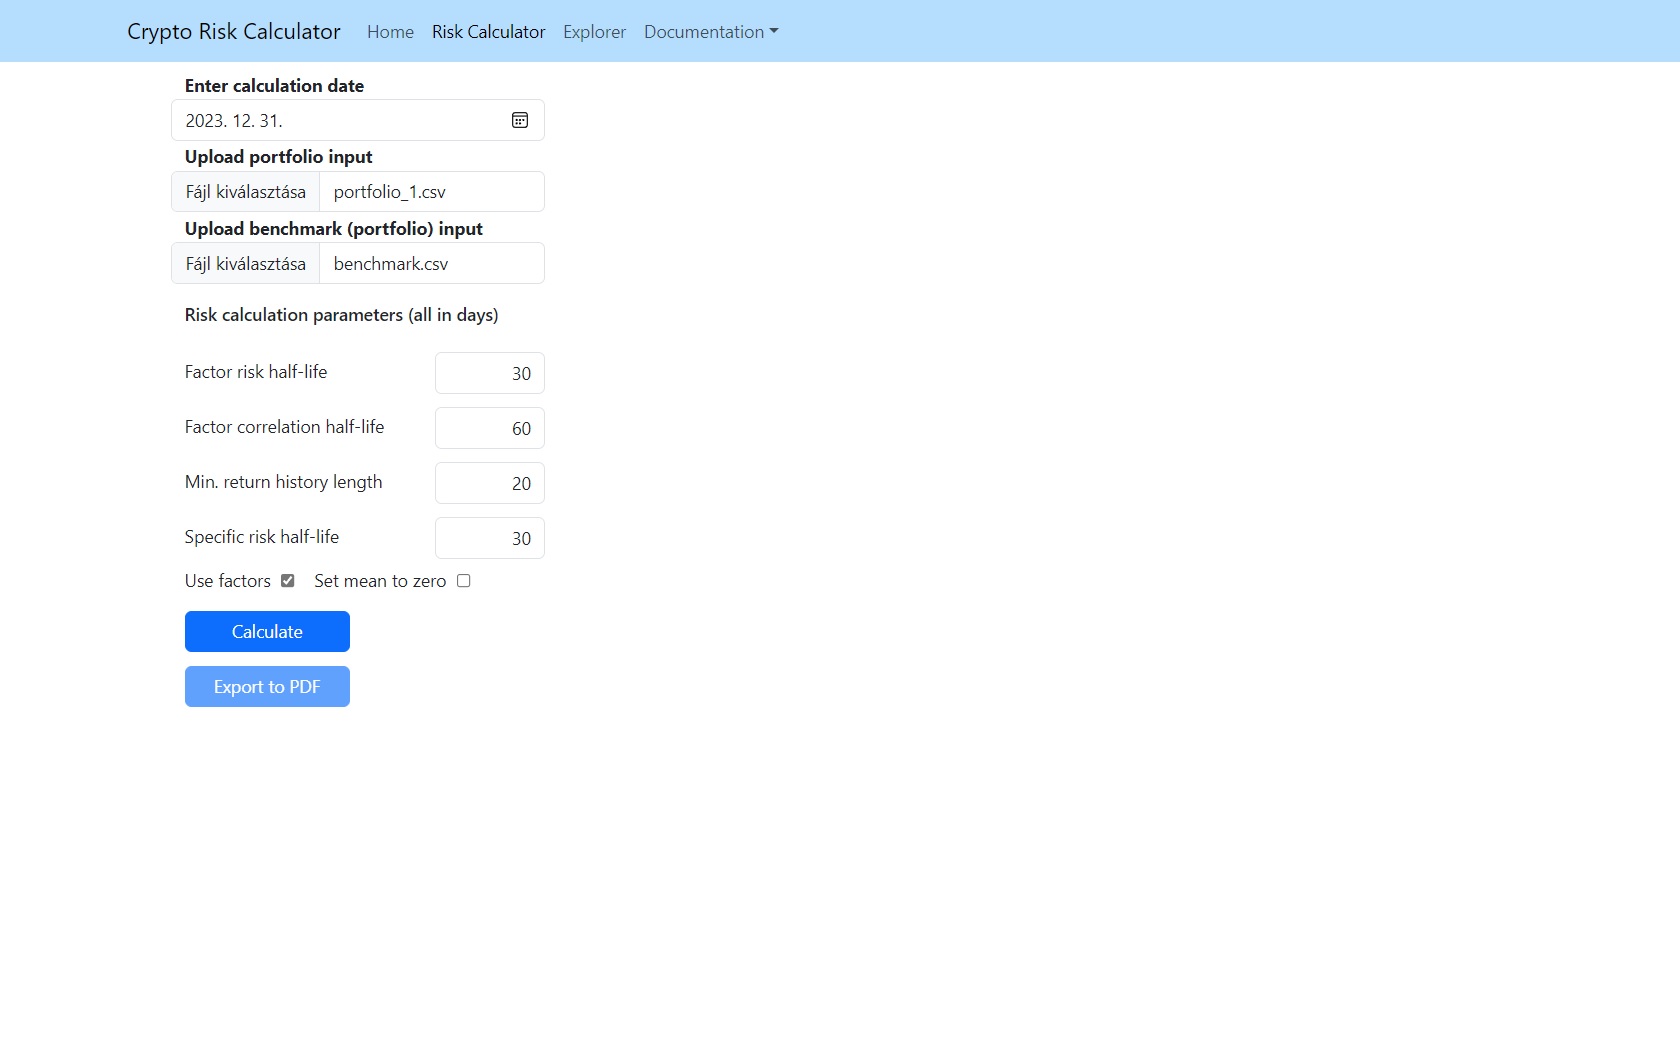 Crypto Risk Calculator Home Risk Calculator Explorer Documentation
Enter calculation date
2023. 12. 31.
Upload portfolio input
Fájl kiválasztása portfolio_1.csv
Upload benchmark (portfolio) input
Fájl kiválasztása benchmark.csv
Risk calculation parameters (all in days)
Factor risk half-life 30
Factor correlation half-life 60
Min. return history length 20
Specific risk half-life 30
Use factors Set mean to zero
Calculate
Export to PDF